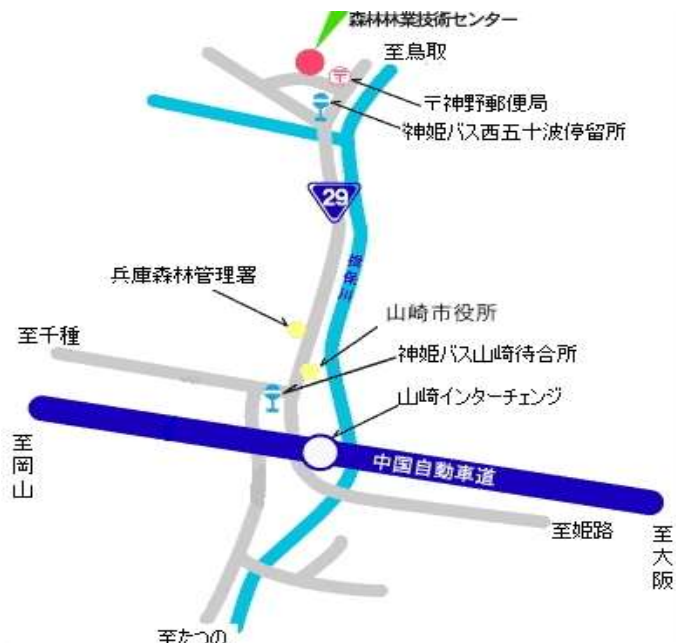 森林林業技術センター
至鳥取
〒神野郵便局
神姫バス西五十波停留所
29
揖保川
兵庫森林管理署
山崎市役所
至千種
神姫バス山崎待合所
山崎インターチェンジ
至岡山
中国自動車道
至姫路
至大阪
至たつの